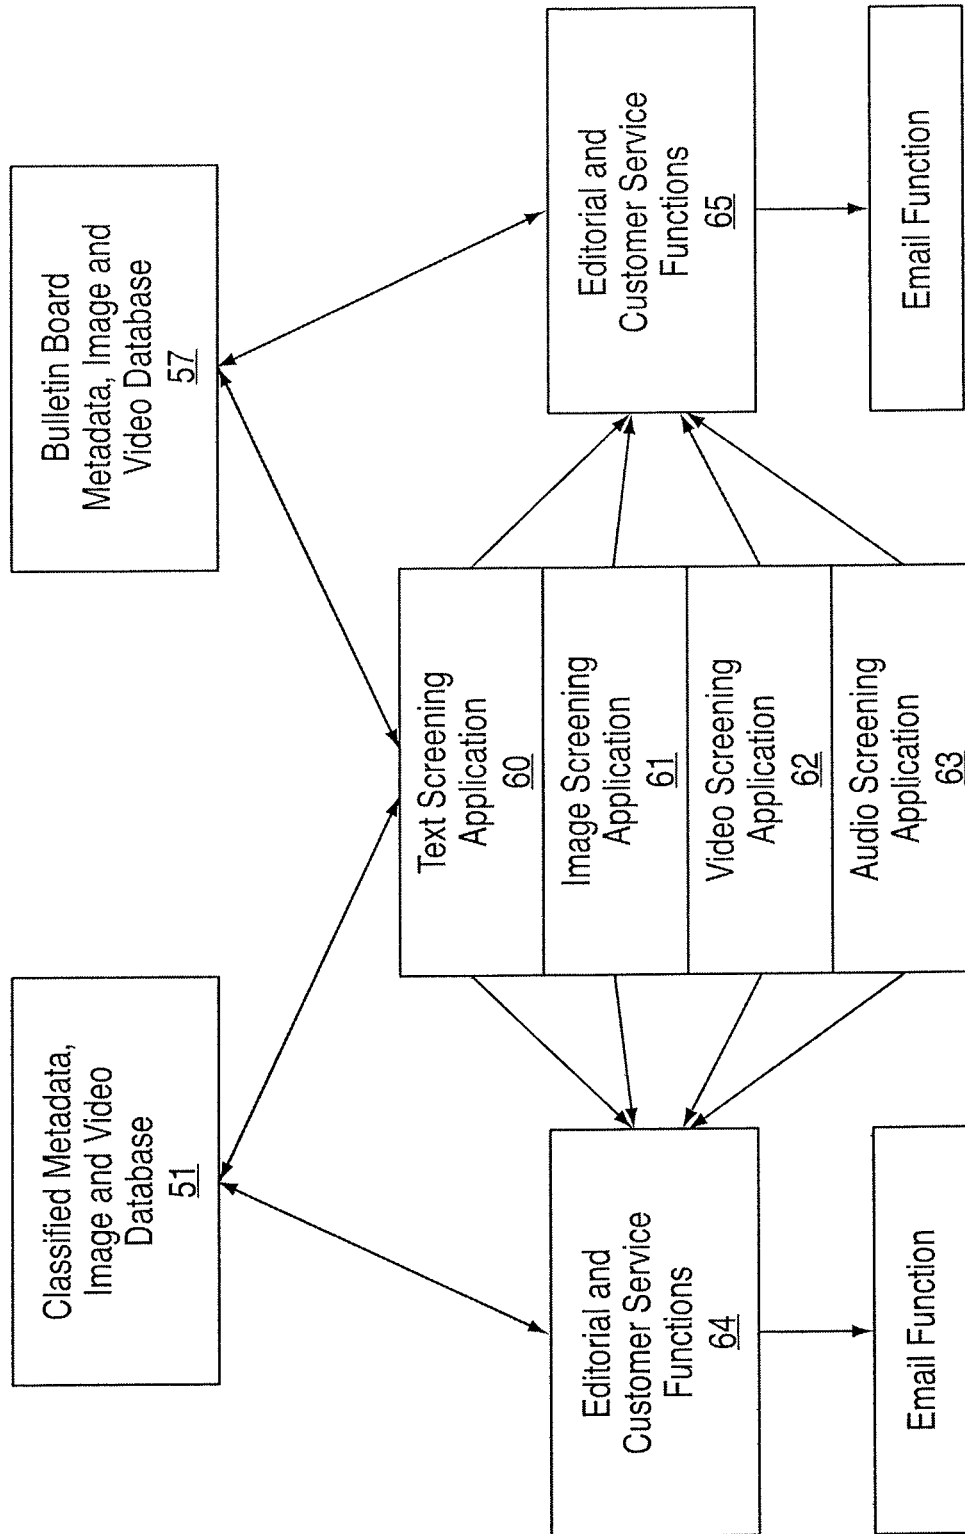 Classified Metadata,
Image and Video
Database
51
Bulletin Board
Metadata, Image and
Video Database
57
Text Screening
Application
60
Image Screening
Application
61
Video Screening
Application
62
Audio Screening
Application
63
Editorial and
Customer Service
Functions
64
Editorial and
Customer Service
Functions
65
Email Function
Email Function